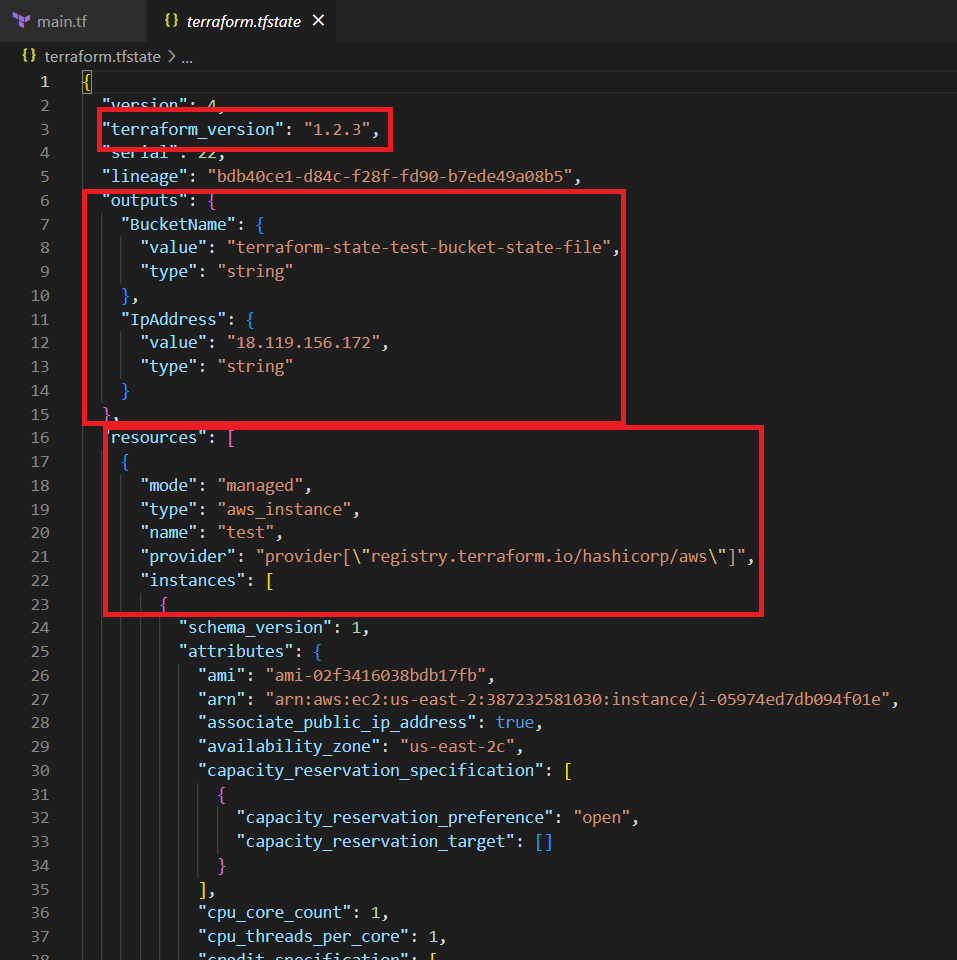 main.tf
{} terraform.tfstate ×
{} terraform.tfstate > ...
1 {
2 "version": 4,
3 "terraform_version": "1.2.3",
4 "serial": 22,
5 "lineage": "bdb40ce1-d84c-f28f-fd90-b7ede49a08b5",
6 "outputs": {
7 "BucketName": {
8 "value": "terraform-state-test-bucket-state-file",
9 "type": "string"
10 },
11 "IpAddress": {
12 "value": "18.119.156.172",
13 "type": "string"
14 }
15 },
16 "resources": [
17 {
18 "mode": "managed",
19 "type": "aws_instance",
20 "name": "test",
21 "provider": "provider[\"registry.terraform.io/hashicorp/aws\"]",
22 "instances": [
23 {
24 "schema_version": 1,
25 "attributes": {
26 "ami": "ami-02f3416038bdb17fb",
27 "arn": "arn:aws:ec2:us-east-2:387232581030:instance/i-05974ed7db094f01e",
28 "associate_public_ip_address": true,
29 "availability_zone": "us-east-2c",
30 "capacity_reservation_specification": [
31 {
32 "capacity_reservation_preference": "open",
33 "capacity_reservation_target": []
34 }
35 ],
36 "cpu_core_count": 1,
37 "cpu_threads_per_core": 1,
38 "credit_specification": [